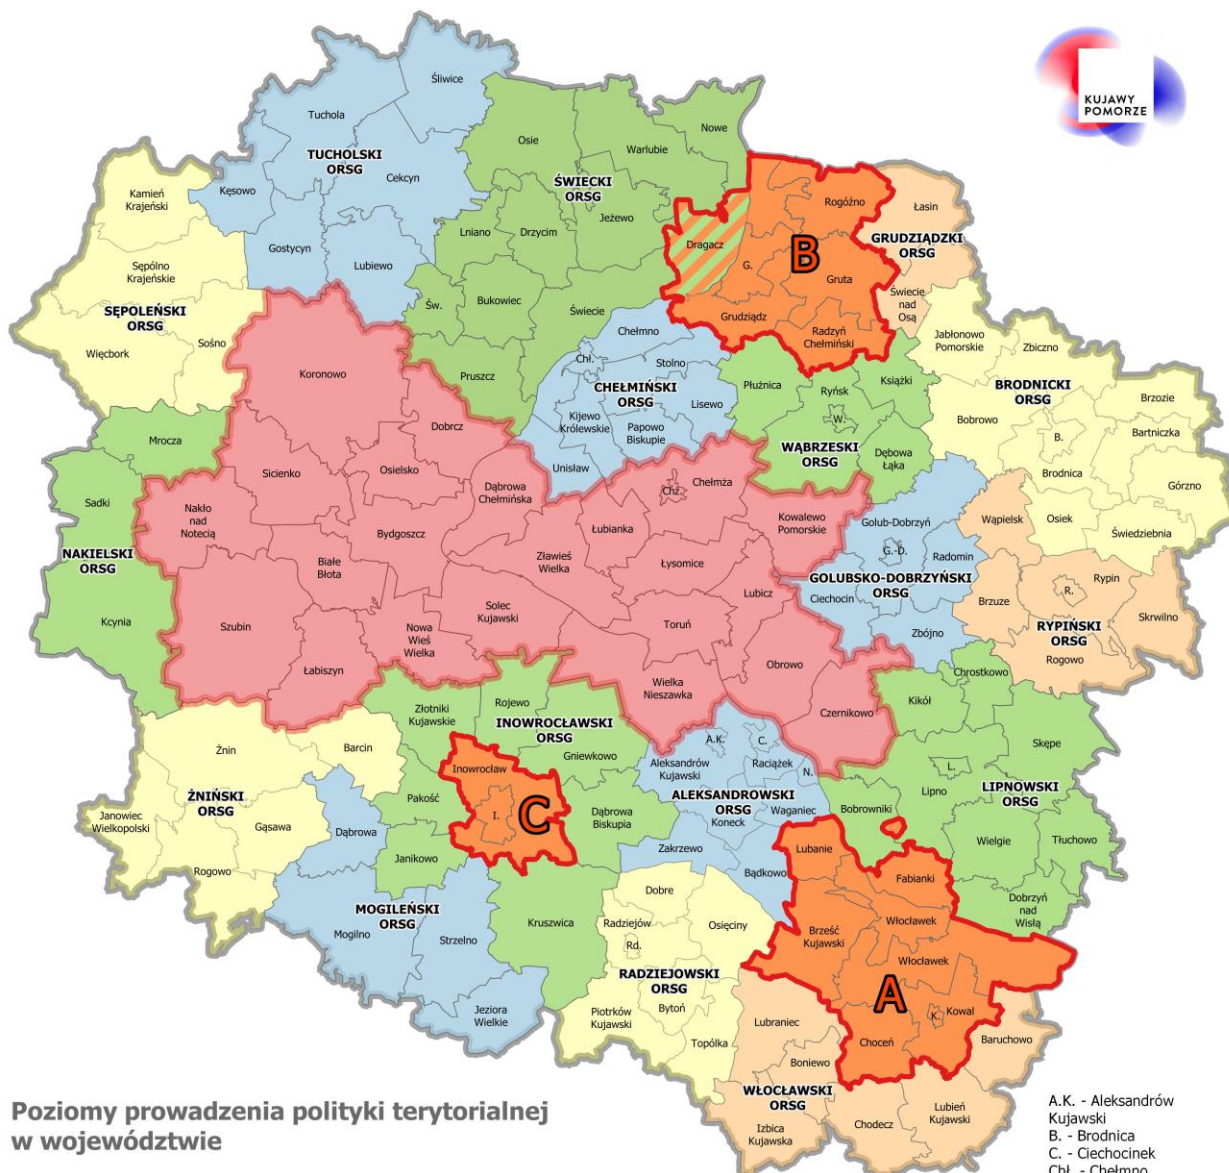 KUJAWY
POMORZE
Śliwice
Tuchola
TUCHOLSKI
ORSG
Cekcyn
Kęsowo
Gostycyn
Lubiewo
Osie
Nowe
Warlubie
ŚWIECKI
ORSG
Jeżewo
Lniano
Drzycim
Św.
Bukowiec
Świecie
Pruszcz
Kamień
Krajeński
Sępólno
Krajeńskie
SĘPOLEŃSKI
ORSG
Sośno
Więcbork
Rogóźno
Dragacz
B
G.
Gruta
Grudziądz
Radzyń
Chełmiński
Łasin
GRUDZIĄDZKI
ORSG
Świecie
nad
Osą
Chełmno
Chł.
Stolno
CHEŁMIŃSKI
ORSG
Kijewo
Królewskie
Papowo
Biskupie
Lisewo
Unisław
Płużnica
Ryńsk
Książki
W.
WĄBRZESKI
ORSG
Dębowa
Łąka
Jabłonowo
Pomorskie
Zbiczno
BRODNICKI
ORSG
Brzozie
Bobrowo
B.
Bartniczka
Brodnica
Górzno
Osiek
Świedziebnia
Koronowo
Dobrcz
Sicienko
Osielsko
Nakło
nad
Notecią
Dąbrowa
Chełmińska
Bydgoszcz
Białe
Błota
Szubin
Łabiszyn
Nowa
Wieś
Wielka
Solec
Kujawski
Zławieś
Wielka
Łubianka
Chż.
Chełmża
Kowalewo
Pomorskie
Łysomice
Lubicz
Toruń
Obrowo
Wielka
Nieszawka
Czernikowo
Mrocza
Sadki
NAKIELSKI
ORSG
Kcynia
Golub-Dobrzyń
G.-D.
Radomin
GOLUBSKO-DOBRZYŃSKI
ORSG
Ciechocin
Zbójno
Wąpielsk
R.
Rypin
Brzuze
Skrwilno
RYPIŃSKI
ORSG
Rogowo
Żnin
Barcin
ŻNIŃSKI
ORSG
Janowiec
Wielkopolski
Gąsawa
Rogowo
Złotniki
Kujawskie
Rojewo
INOWROCŁAWSKI
ORSG
Gniewkowo
Inowrocław
I.
C
Pakość
Dąbrowa
Biskupia
Janikowo
Kruszwica
Dąbrowa
MOGILEŃSKI
ORSG
Mogilno
Strzelno
Jeziora
Wielkie
A.K.
C.
Aleksandrów
Kujawski
Raciążek
N.
ALEKSANDROWSKI
ORSG
Waganiec
Koneck
Zakrzewo
Bądkowo
Chrostkowo
Kikół
Skępe
L.
Lipno
LIPNOWSKI
ORSG
Bobrowniki
Wielgie
Tłuchowo
Dobrzyń
nad
Wisłą
Dobre
Radziejów
Rd.
Osięciny
RADZIEJOWSKI
ORSG
Piotrków
Kujawski
Bytoń
Topólka
Lubanie
Fabianki
Brześć
Kujawski
Włocławek
Włocławek
A
K.
Kowal
Choceń
Lubraniec
Boniewo
Baruchowo
WŁOCŁAWSKI
ORSG
Izbica
Kujawska
Chodecz
Lubień
Kujawski
Poziomy prowadzenia polityki terytorialnej
w województwie
A.K. - Aleksandrów
Kujawski
B. - Brodnica
C. - Ciechocinek
Chł. - Chełmno